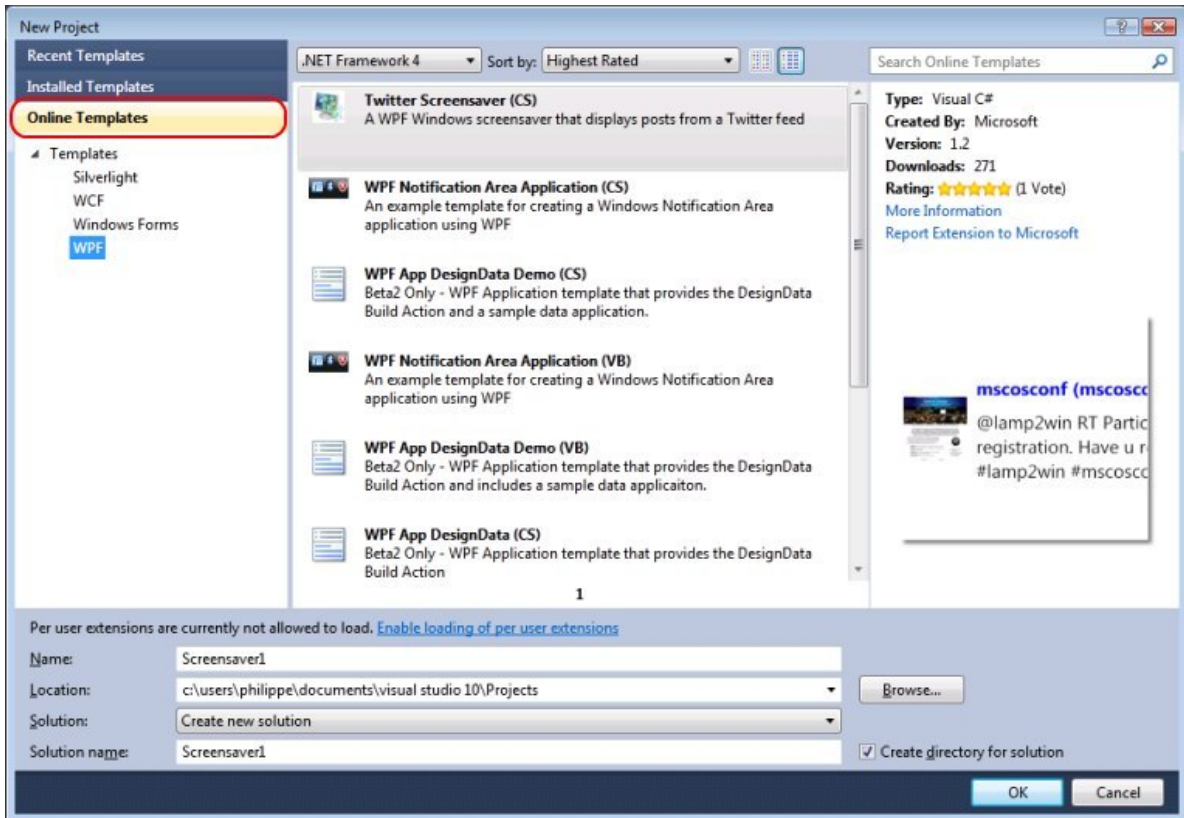 New Project
Recent Templates
Installed Templates
Online Templates
Templates
Silverlight
WCF
Windows Forms
WPF
.NET Framework 4
Sort by: Highest Rated
Twitter Screensaver (CS)
A WPF Windows screensaver that displays posts from a Twitter feed
WPF Notification Area Application (CS)
An example template for creating a Windows Notification Area
application using WPF
WPF App DesignData Demo (CS)
Beta2 Only - WPF Application template that provides the DesignData
Build Action and a sample data application.
WPF Notification Area Application (VB)
An example template for creating a Windows Notification Area
application using WPF
WPF App DesignData Demo (VB)
Beta2 Only - WPF Application template that provides the DesignData
Build Action and includes a sample data applicaiton.
WPF App DesignData (CS)
Beta2 Only - WPF Application template that provides the DesignData
Build Action
1
Search Online Templates
Type: Visual C#
Created By: Microsoft
Version: 1.2
Downloads: 271
Rating: (1 Vote)
More Information
Report Extension to Microsoft
mscosconf (mscoscc
@lamp2win RT Partic
registration. Have u r
#lamp2win #mscoscc
Per user extensions are currently not allowed to load. Enable loading of per user extensions
Name: Screensaver1
Location: c:\users\philippe\documents\visual studio 10\Projects
Browse...
Solution: Create new solution
Solution name: Screensaver1
Create directory for solution
OK
Cancel